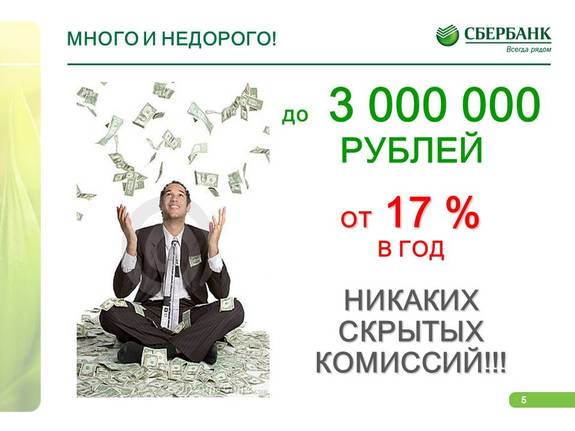 МНОГО И НЕДОРОГО!
СБЕРБАНК
Всегда рядом
до 3 000 000
РУБЛЕЙ
от 17 %
В ГОД
НИКАКИХ
СКРЫТЫХ
КОМИССИЙ!!!
5